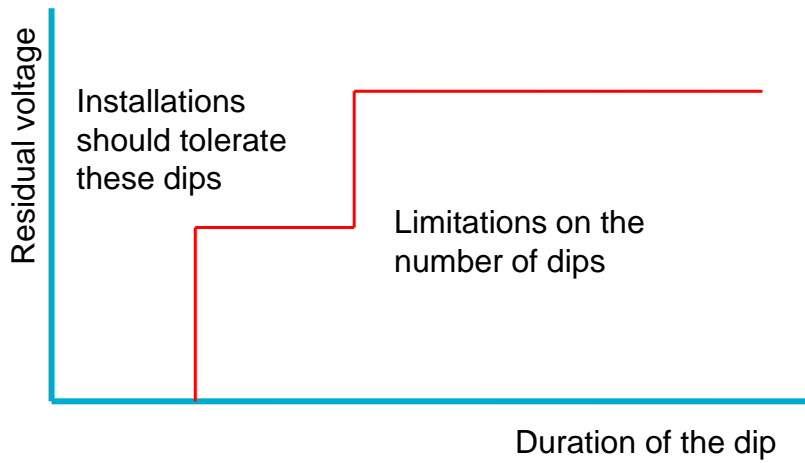 Residual voltage
Installations
should tolerate
these dips
Limitations on the
number of dips
Duration of the dip